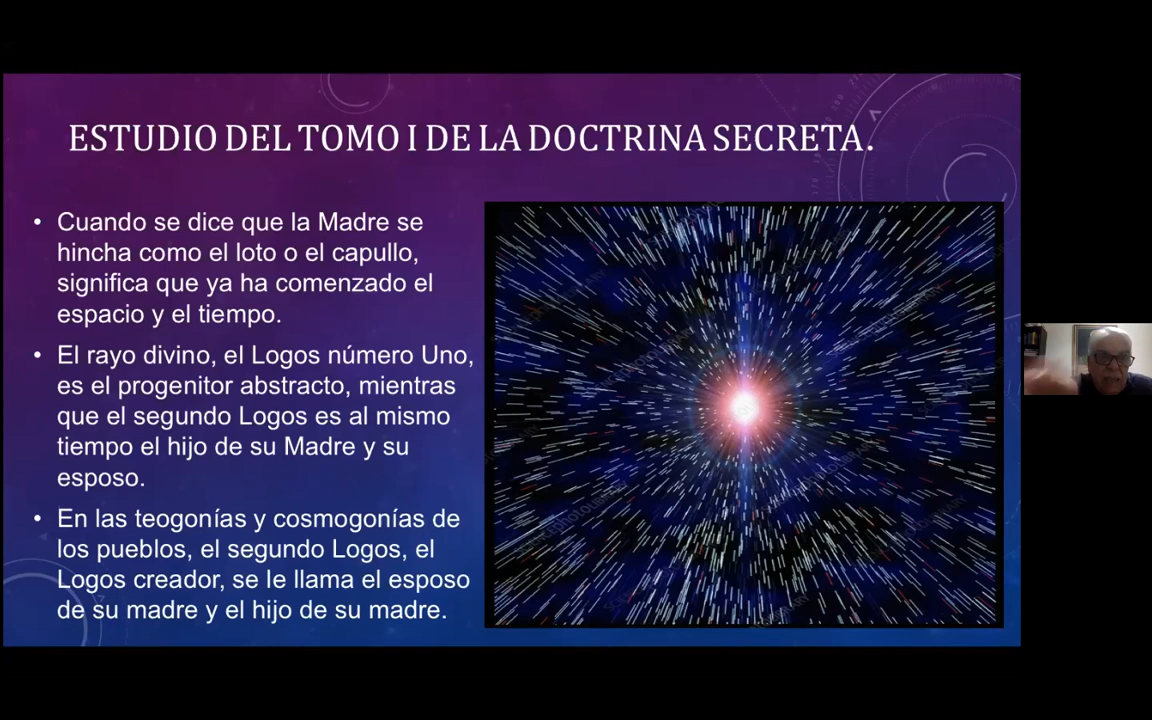 ESTUDIO DEL TOMO I DE LA DOCTRINA SECRETA.
• Cuando se dice que la Madre se
hincha como el loto o el capullo,
significa que ya ha comenzado el
espacio y el tiempo.
• El rayo divino, el Logos número Uno,
es el progenitor abstracto, mientras
que el segundo Logos es al mismo
tiempo el hijo de su Madre y su
esposo.
• En las teogonías y cosmogonías de
los pueblos, el segundo Logos, el
Logos creador, se le llama el esposo
de su madre y el hijo de su madre.